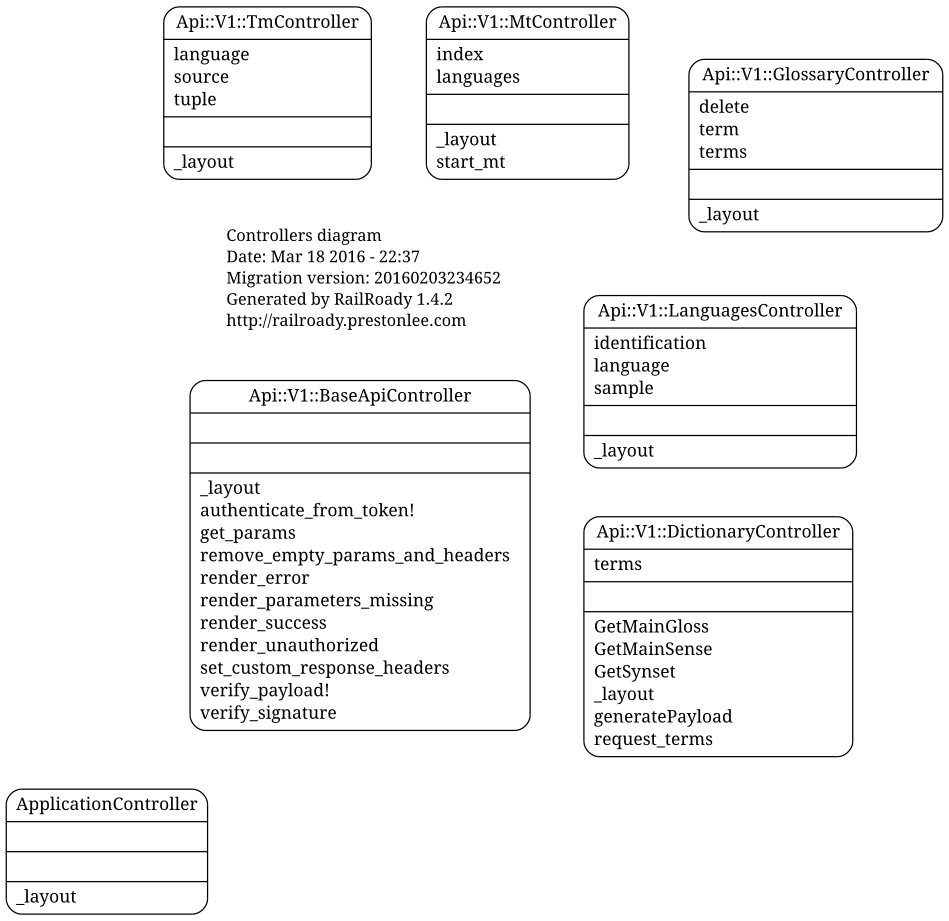 Api::V1::TmController
language
source
tuple
_layout
Api::V1::MtController
index
languages
_layout
start_mt
Api::V1::GlossaryController
delete
term
terms
_layout
Controllers diagram
Date: Mar 18 2016 - 22:37
Migration version: 20160203234652
Generated by RailRoady 1.4.2
http://railroady.prestonlee.com
Api::V1::LanguagesController
identification
language
sample
_layout
Api::V1::BaseApiController
_layout
authenticate_from_token!
get_params
remove_empty_params_and_headers
render_error
render_parameters_missing
render_success
render_unauthorized
set_custom_response_headers
verify_payload!
verify_signature
Api::V1::DictionaryController
terms
GetMainGloss
GetMainSense
GetSynset
_layout
generatePayload
request_terms
ApplicationController
_layout